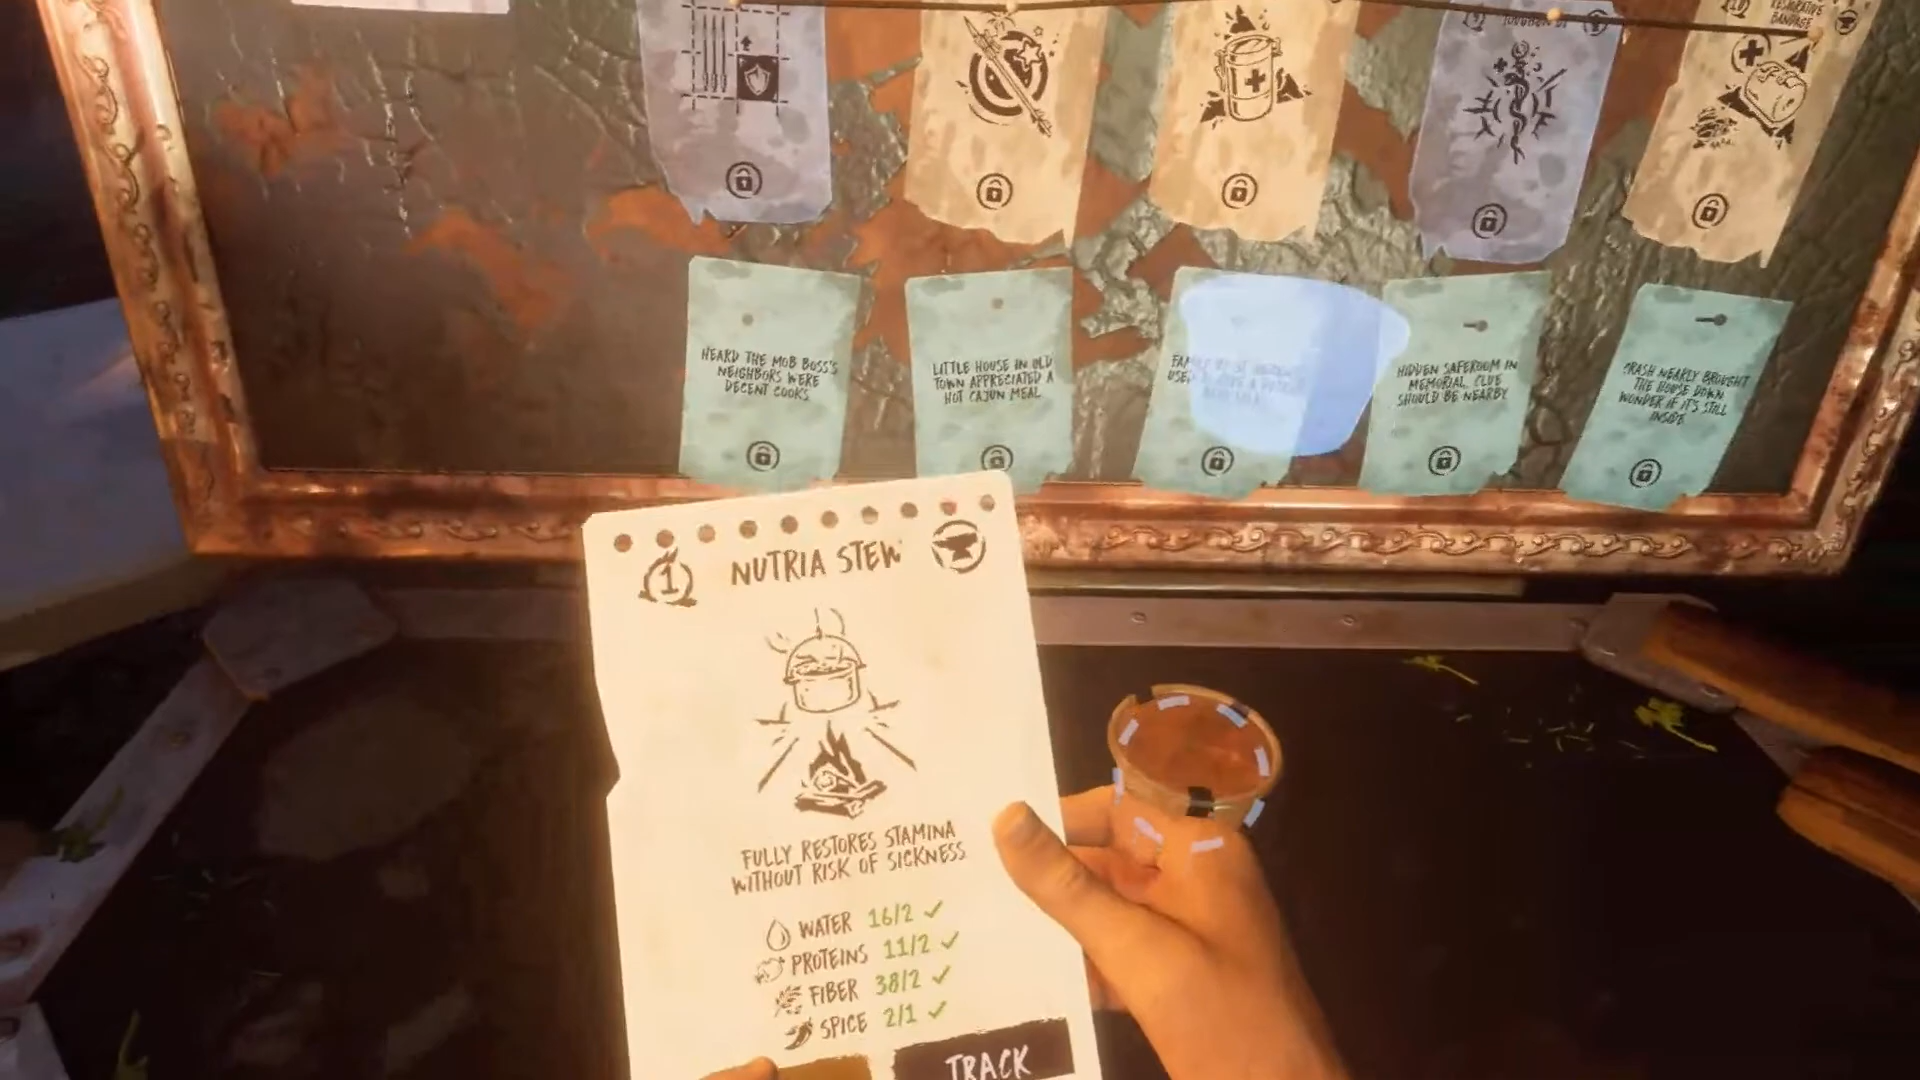 RESTORATIVE
BANDAGE
HEARD THE MOB BOSS'S
NEIGHBORS WERE
DECENT COOKS
LITTLE HOUSE IN OLD
TOWN APPRECIATED A
HOT CAJUN MEAL
HIDDEN SAFEROOM IN
MEMORIAL. CLUE
SHOULD BE NEARBY
CRASH NEARLY BROUGHT
THE HOUSE DOWN
WONDER IF IT'S STILL
INSIDE
1 NUTRIA STEW
FULLY RESTORES STAMINA
WITHOUT RISK OF SICKNESS
WATER 16/2
PROTEINS 11/2
FIBER 38/2
SPICE 2/1
TRACK